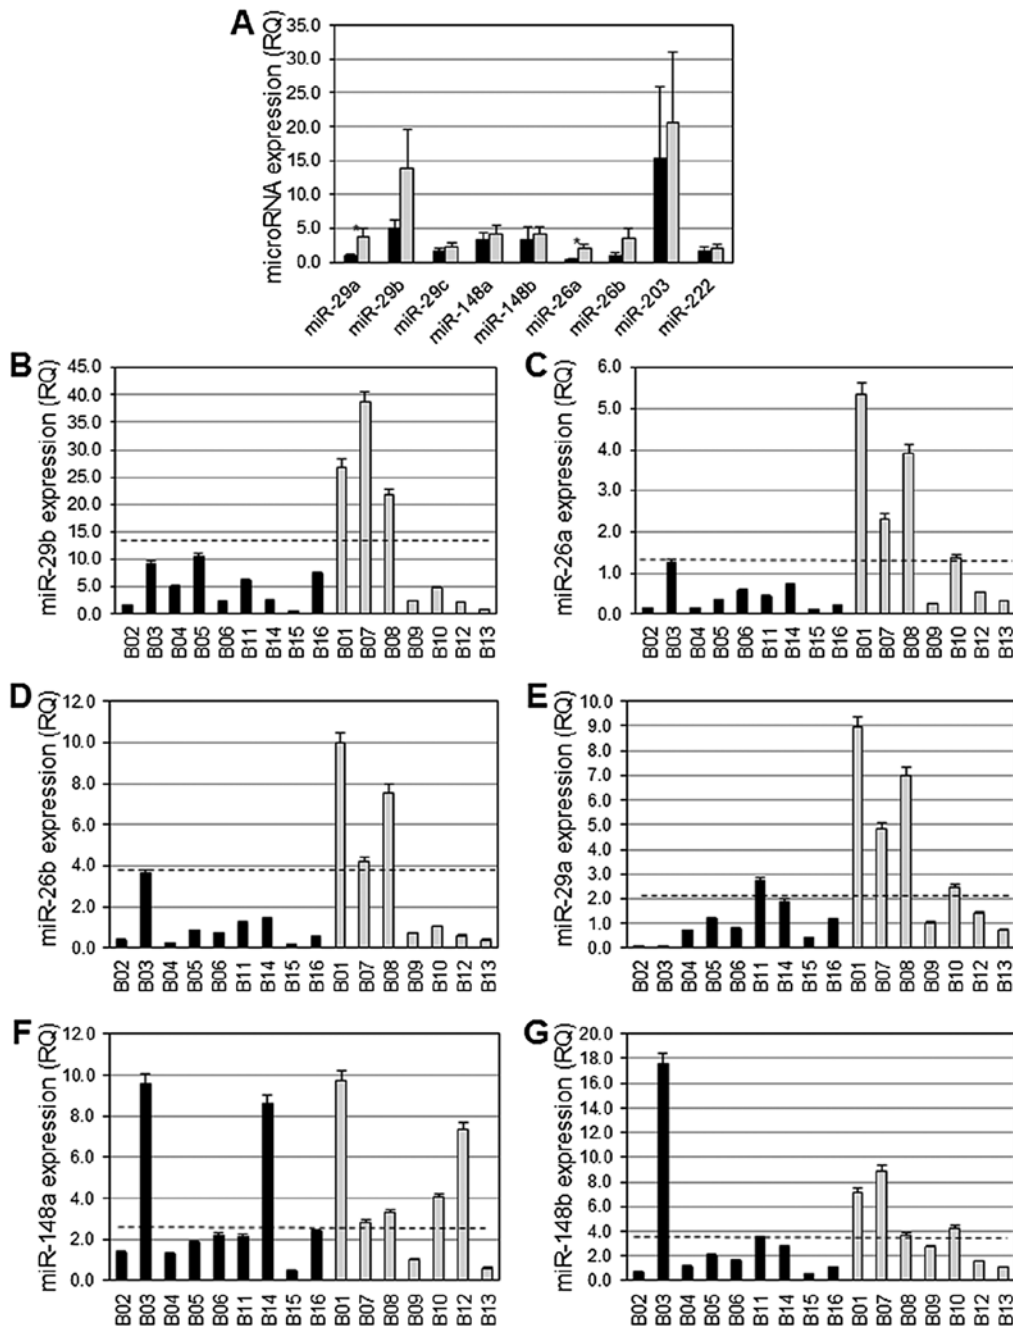 A
microRNA expression (RQ)
35.0
30.0
25.0
20.0
15.0
10.0
5.0
0.0
* *
miR-29a miR-29b miR-29c miR-148a miR-148b miR-26a miR-26b miR-203 miR-222
B
miR-29b expression (RQ)
45.0
40.0
35.0
30.0
25.0
20.0
15.0
10.0
5.0
0.0
B02 B03 B04 B05 B06 B11 B14 B15 B16 B01 B07 B08 B09 B10 B12 B13
C
miR-26a expression (RQ)
6.0
5.0
4.0
3.0
2.0
1.0
0.0
B02 B03 B04 B05 B06 B11 B14 B15 B16 B01 B07 B08 B09 B10 B12 B13
D
miR-26b expression (RQ)
12.0
10.0
8.0
6.0
4.0
2.0
0.0
B02 B03 B04 B05 B06 B11 B14 B15 B16 B01 B07 B08 B09 B10 B12 B13
E
miR-29a expression (RQ)
10.0
9.0
8.0
7.0
6.0
5.0
4.0
3.0
2.0
1.0
0.0
B02 B03 B04 B05 B06 B11 B14 B15 B16 B01 B07 B08 B09 B10 B12 B13
F
miR-148a expression (RQ)
12.0
10.0
8.0
6.0
4.0
2.0
0.0
B02 B03 B04 B05 B06 B11 B14 B15 B16 B01 B07 B08 B09 B10 B12 B13
G
miR-148b expression (RQ)
20.0
18.0
16.0
14.0
12.0
10.0
8.0
6.0
4.0
2.0
0.0
B02 B03 B04 B05 B06 B11 B14 B15 B16 B01 B07 B08 B09 B10 B12 B13